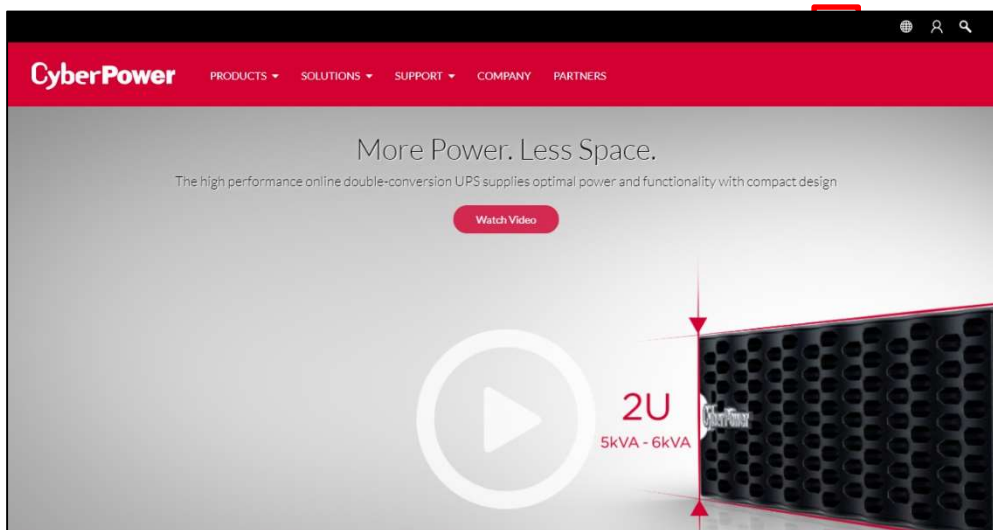 CyberPower PRODUCTS SOLUTIONS SUPPORT COMPANY PARTNERS
More Power. Less Space.
The high performance online double-conversion UPS supplies optimal power and functionality with compact design
Watch Video
2U
CyberPower
5kVA - 6kVA